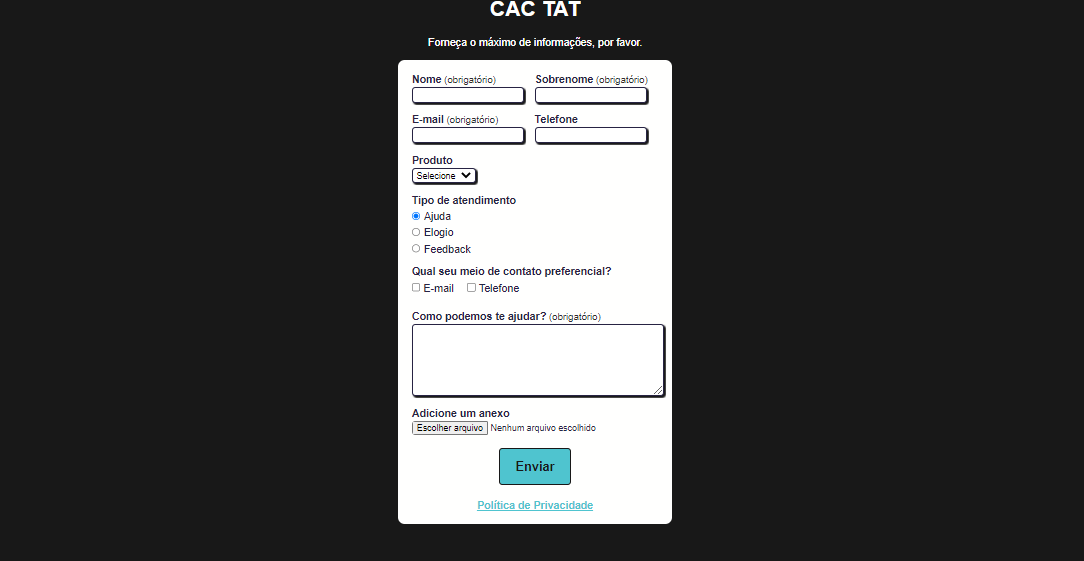 CAC TAT
Forneça o máximo de informações, por favor.
Nome (obrigatório) Sobrenome (obrigatório)
E-mail (obrigatório) Telefone
Produto
Selecione
Tipo de atendimento
Ajuda
Elogio
Feedback
Qual seu meio de contato preferencial?
E-mail Telefone
Como podemos te ajudar? (obrigatório)
Adicione um anexo
Escolher arquivo Nenhum arquivo escolhido
Enviar
Política de Privacidade